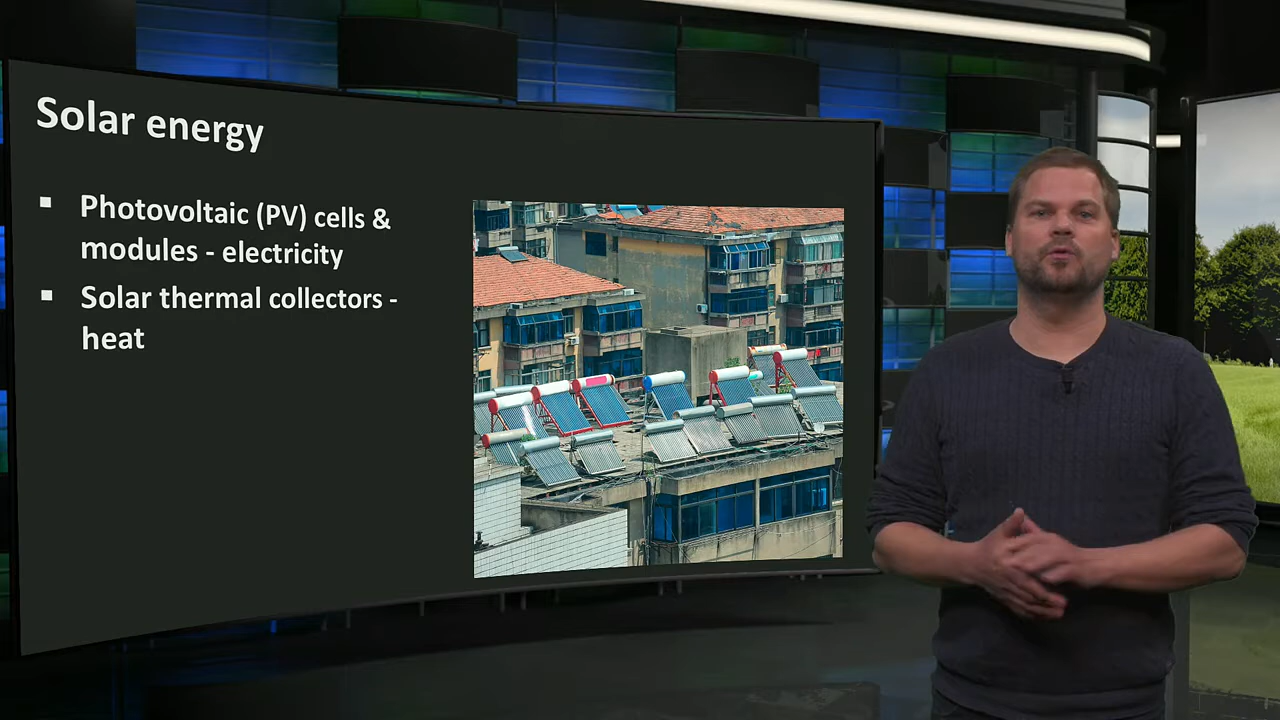 Solar energy
▪ Photovoltaic (PV) cells &
modules - electricity
▪ Solar thermal collectors -
heat